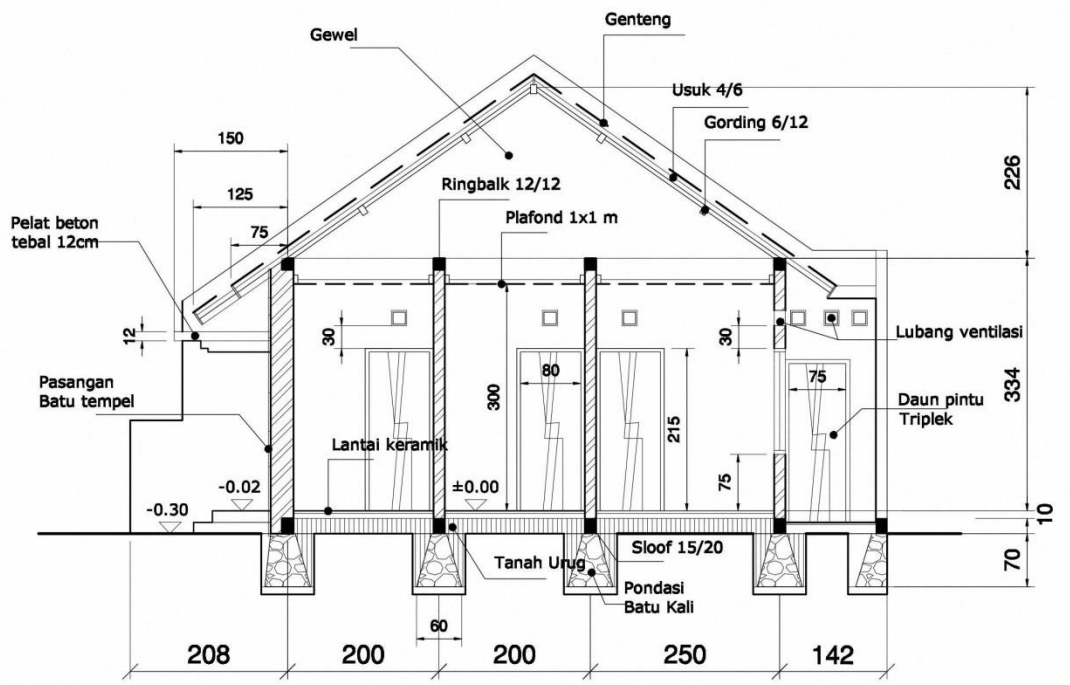 Genteng
Gewel
Usuk 4/6
Gording 6/12
150
226
Ringbalk 12/12
125
Pelat beton
tebal 12cm
Plafond 1x1 m
75
12
30
30
Lubang ventilasi
334
80
75
Pasangan
Batu tempel
300
215
Daun pintu
Triplek
Lantai keramik
75
-0.02
±0.00
-0.30
10
Tanah Urug
Sloof 15/20
70
Pondasi
Batu Kali
60
208
200
200
250
142